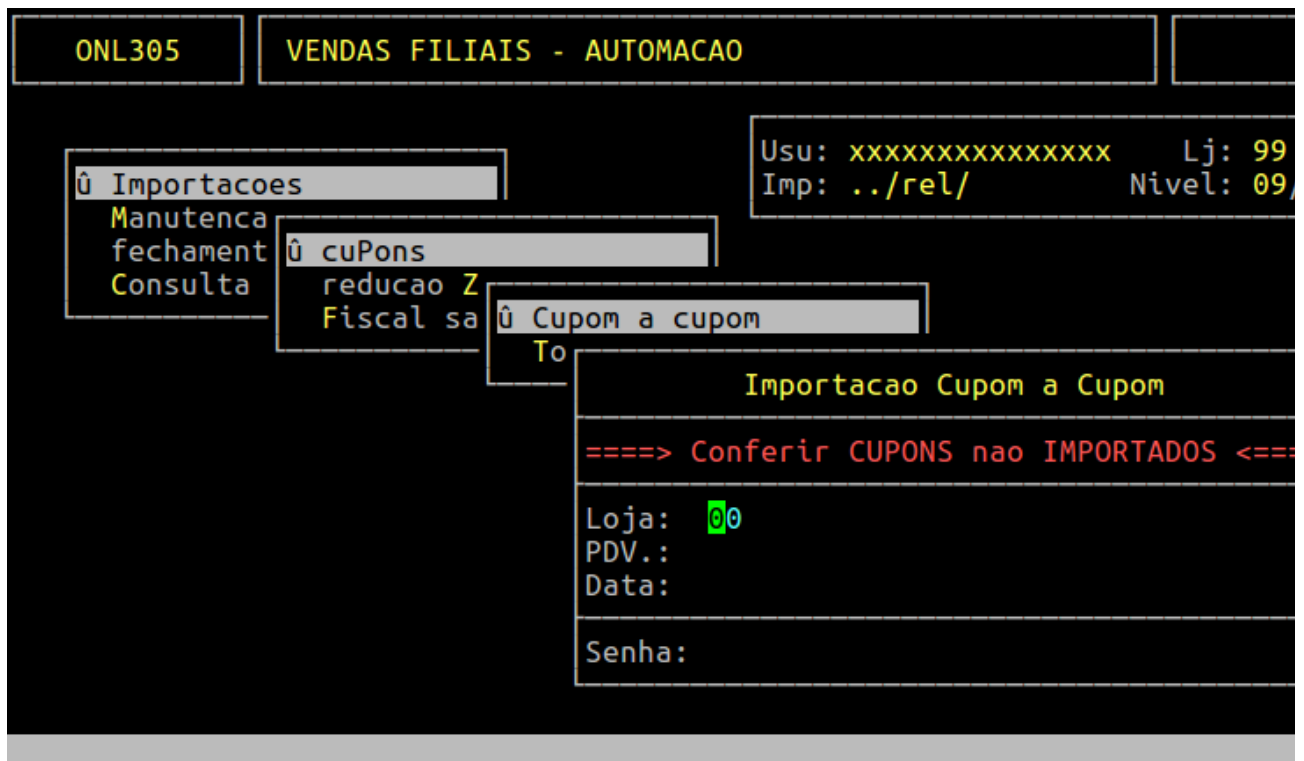 ONL305 VENDAS FILIAIS - AUTOMACAO
Usu: xxxxxxxxxxxxxxx Lj: 99
û Importacoes
Imp: ../rel/ Nivel: 09/
Manutenca
fechament
û cuPons
Consulta
reducao Z
Fiscal sa
û Cupom a cupom
To
Importacao Cupom a Cupom
====> Conferir CUPONS nao IMPORTADOS <===
Loja: 00
PDV.:
Data:
Senha: